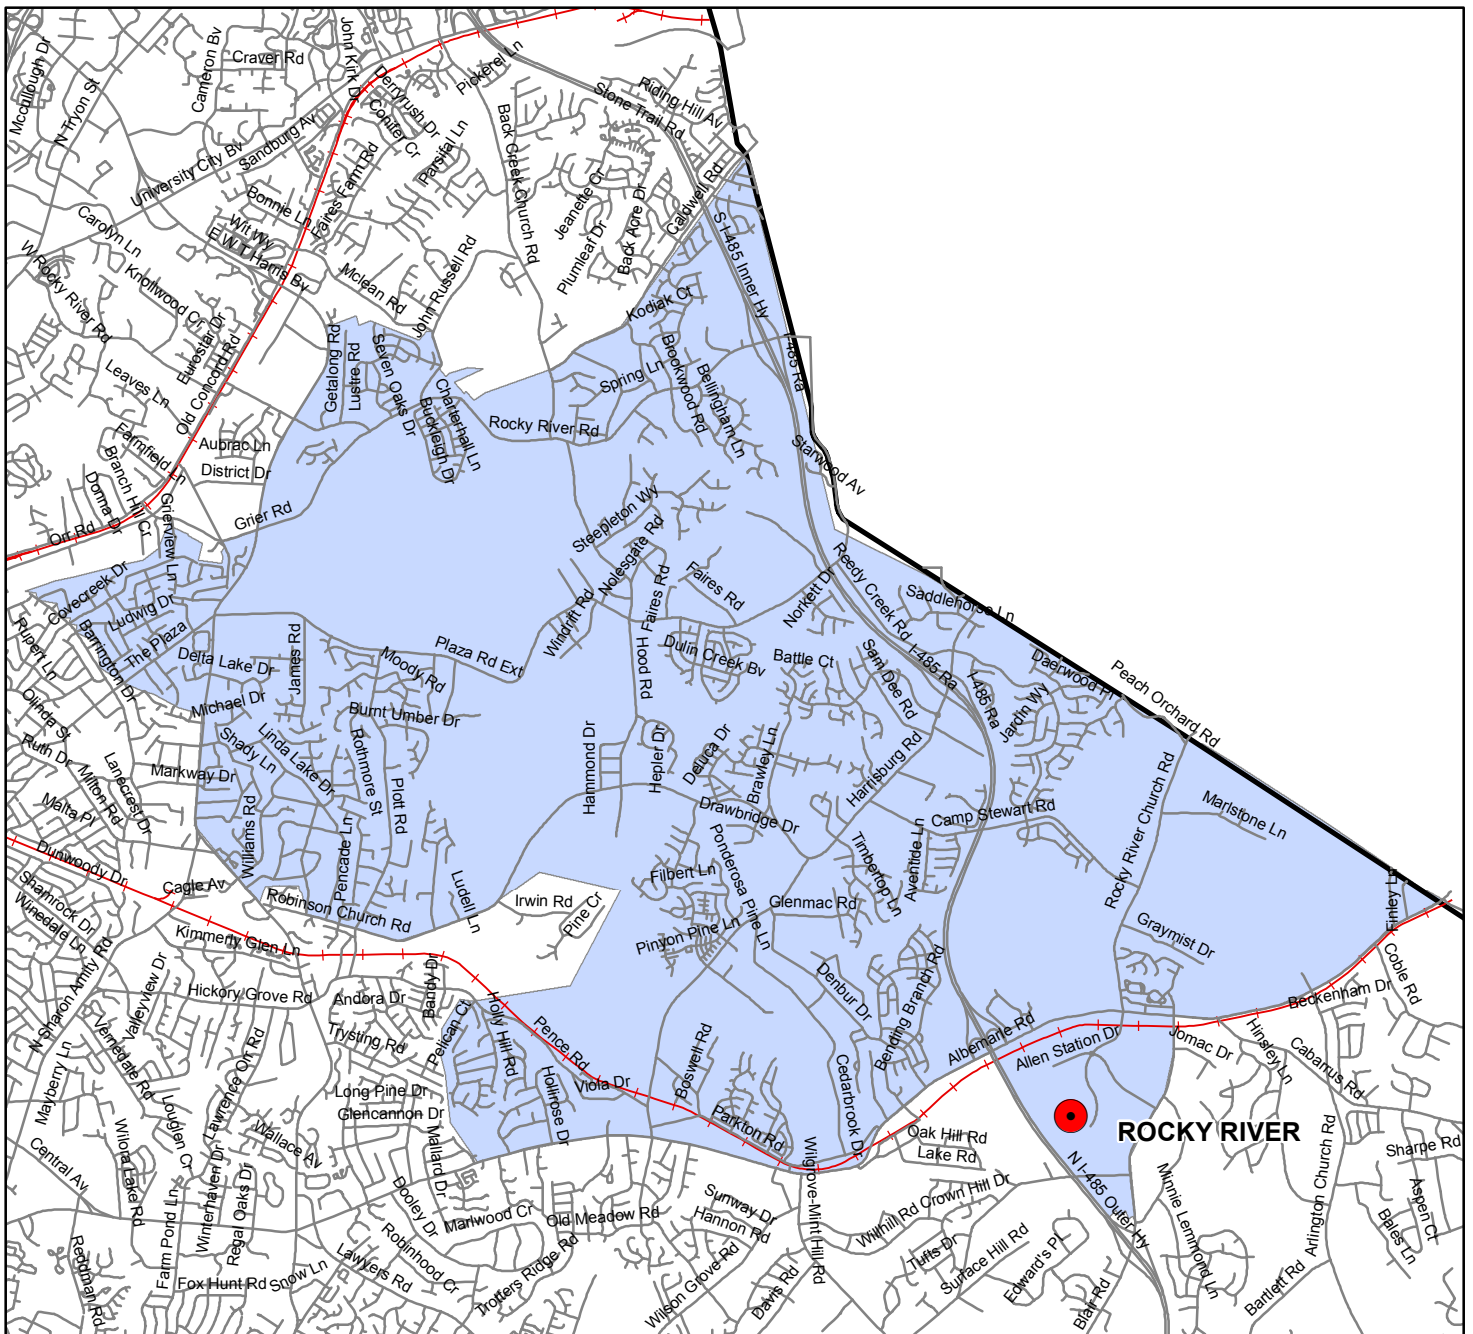 Mccullough Dr
N Tryon St
Cameron Bv
Craver Rd
John Kirk Dr
Derryrush Dr
Conifer Cr
Pickerel Ln
Parsifal Ln
Back Creek Church Rd
Stone Trail Rd
Riding Hill Av
University City Bv
Sandburg Av
Bonnie Ln
Faires Farm Rd
Wit Wy
E W T Harris Bv
Carolyn Ln
W Rocky River Rd
Knollwood Cr
Mclean Rd
John Russell Rd
Jeanette Cr
Plumleaf Dr
Back Acre Dr
Caldwell Rd
S I-485 Inner Hy
Kodiak Ct
I-485 Ra
Eurostar Dr
Old Concord Rd
Leaves Ln
Getalong Rd
Lustre Rd
Seven Oaks Dr
Charterhall Ln
Buckleigh Dr
Spring Ln
Brookwood Rd
Bellingham Ln
Rocky River Rd
Farmfield Ln
Branch Hill Cr
Donna Dr
Aubrac Ln
District Dr
Starwood Av
Orr Rd
Grierview Ln
Grier Rd
Steepleton Wy
Nolesgate Rd
Covecreek Dr
Ludwig Dr
The Plaza
Barrington Dr
Rupert Ln
Windrift Rd
Faires Rd
Faires Rd
Norkett Dr
Reedy Creek Rd
Saddlehorse Ln
I-485 Ra
I-485 Ra
Delta Lake Dr
James Rd
Moody Rd
Plaza Rd Ext
Hood Rd
Dulin Creek Bv
Battle Ct
Sam Dee Rd
Daerwood Pl
Peach Orchard Rd
Jardin Wy
Olinda St
Michael Dr
Burnt Umber Dr
Ruth Dr
Milton Rd
Lanecrest Dr
Malta Pl
Markway Dr
Shady Ln
Linda Lake Dr
Rothmore St
Plott Rd
Hammond Dr
Hepler Dr
Deluca Dr
Brawley Ln
Harrisburg Rd
Drawbridge Dr
Camp Stewart Rd
Rocky River Church Rd
Marlstone Ln
Dunwoody Dr
Williams Rd
Pencade Ln
Cagle Av
Shamrock Dr
Winedale Ln
Robinson Church Rd
Ludell Ln
Irwin Rd
Pine Cr
Filbert Ln
Ponderosa Pine Ln
Glenmac Rd
Timbertop Ln
Aventide Ln
Pinyon Pine Ln
Finley Ln
Graymist Dr
Kimmerly Glen Ln
N Sharon Amity Rd
Valleyview Dr
Hickory Grove Rd
Andora Dr
Bandy Dr
Pelican Ct
Holly Hill Rd
Denbur Dr
Bending Branch Rd
Coble Rd
Beckenham Dr
Vernedale Rd
Mayberry Ln
Lawrence Orr Rd
Trysting Rd
Pence Rd
Boswell Rd
Viola Dr
Hollirose Dr
Cedarbrook Dr
Albemarle Rd
Allen Station Dr
Jomac Dr
Hinsley Ln
Cabarrus Rd
Long Pine Dr
Glencannon Dr
Louglen Cr
Wallace Av
Parkton Rd
ROCKY RIVER
Oak Hill Rd
Lake Rd
Sharpe Rd
Central Av
Wilora Lake Rd
Farm Pond Ln
Winterhaven Dr
Regal Oaks Dr
Mallard Dr
Dooley Dr
Marlwood Cr
Old Meadow Rd
Sunway Dr
Hannon Rd
Wilgrove-Mint Hill Rd
Willhill Rd
Crown Hill Dr
N I-485 Outer Hy
Minnie Lemmond Ln
Arlington Church Rd
Aspen Ct
Bales Ln
Reddman Rd
Fox Hunt Rd
Snow Ln
Lawyers Rd
Robinhood Cr
Trotters Ridge Rd
Wilson Grove Rd
Davis Rd
Tuffs Dr
Surface Hill Rd
Edward's Pl
Blair Rd
Bartlett Rd